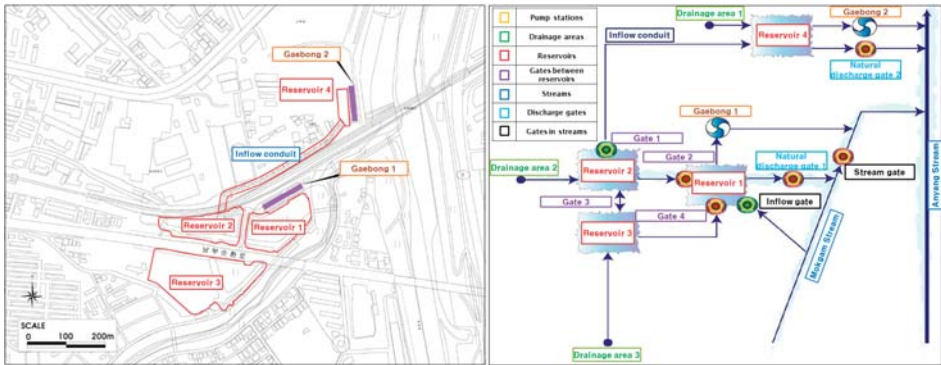 Gaebong 2
Reservoir 4
Inflow conduit
Gaebong 1
Reservoir 2
Reservoir 1
Reservoir 3
SCALE
0 100 200m
Pump stations
Drainage areas
Reservoirs
Gates between
reservoirs
Streams
Discharge gates
Gates in streams
Drainage area 1
Inflow conduit
Reservoir 4
Gaebong 2
Natural
discharge gate 2
Gaebong 1
Gate 1
Gate 2
Drainage area 2
Reservoir 2
Reservoir 1
Natural
discharge gate 1
Stream gate
Gate 3
Gate 4
Inflow gate
Reservoir 3
Mokgam Stream
Anyang Stream
Drainage area 3